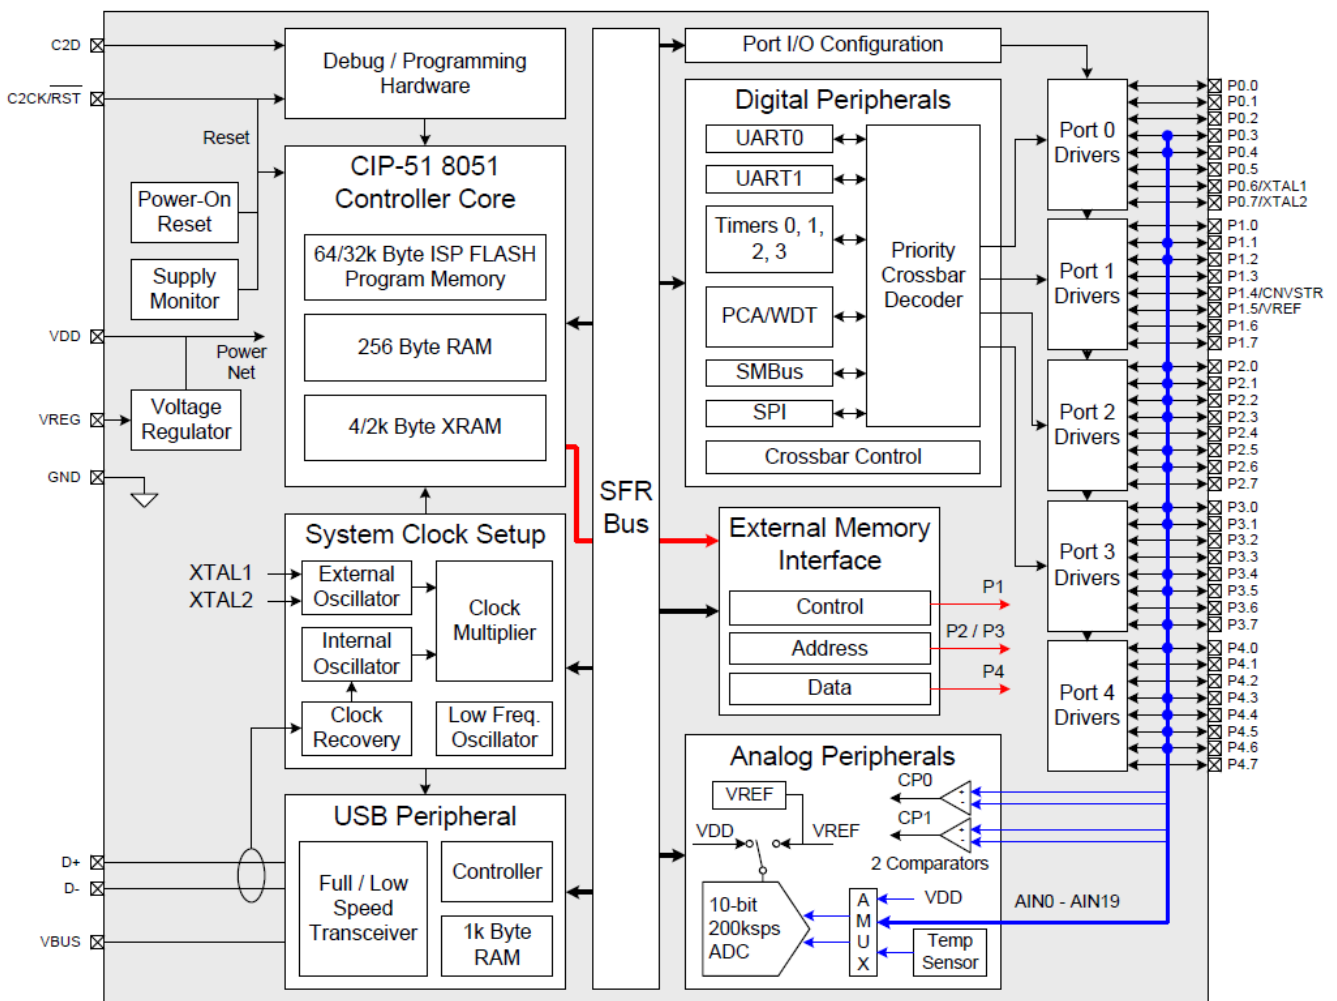 C2D
C2CK/RST
Reset
Power-On
Reset
Supply
Monitor
VDD
Power
Net
Voltage
Regulator
VREG
GND
Debug / Programming
Hardware
CIP-51 8051
Controller Core
64/32k Byte ISP FLASH
Program Memory
256 Byte RAM
4/2k Byte XRAM
System Clock Setup
XTAL1
XTAL2
External
Oscillator
Internal
Oscillator
Clock
Multiplier
Clock
Recovery
Low Freq.
Oscillator
USB Peripheral
D+
D-
VBUS
Full / Low
Speed
Transceiver
Controller
1k Byte
RAM
SFR
Bus
Port I/O Configuration
Digital Peripherals
UART0
UART1
Timers 0, 1,
2, 3
PCA/WDT
SMBus
SPI
Priority
Crossbar
Decoder
Crossbar Control
External Memory
Interface
Control
Address
Data
P1
P2 / P3
P4
Analog Peripherals
VREF
VDD
VREF
CP0
+
-
CP1
+
-
2 Comparators
10-bit
200ksps
ADC
A
M
U
X
VDD
AIN0 - AIN19
Temp
Sensor
Port 0
Drivers
Port 1
Drivers
Port 2
Drivers
Port 3
Drivers
Port 4
Drivers
P0.0
P0.1
P0.2
P0.3
P0.4
P0.5
P0.6/XTAL1
P0.7/XTAL2
P1.0
P1.1
P1.2
P1.3
P1.4/CNVSTR
P1.5/VREF
P1.6
P1.7
P2.0
P2.1
P2.2
P2.3
P2.4
P2.5
P2.6
P2.7
P3.0
P3.1
P3.2
P3.3
P3.4
P3.5
P3.6
P3.7
P4.0
P4.1
P4.2
P4.3
P4.4
P4.5
P4.6
P4.7